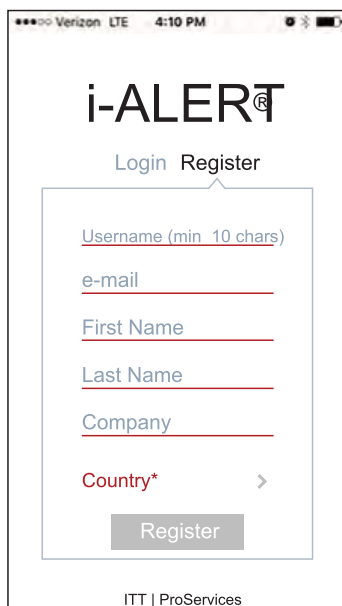 Verizon LTE 4:10 PM
i-ALERT®
Login Register
Username (min 10 chars)
e-mail
First Name
Last Name
Company
Country*
Register
ITT | ProServices